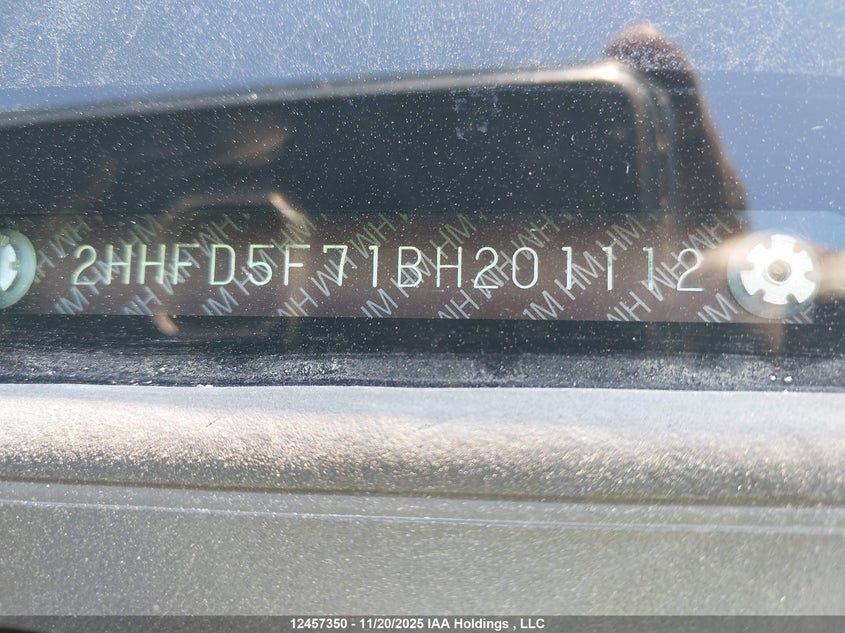 2HHFD5F71BH201112
12457350 - 11/20/2025 IAA Holdings , LLC